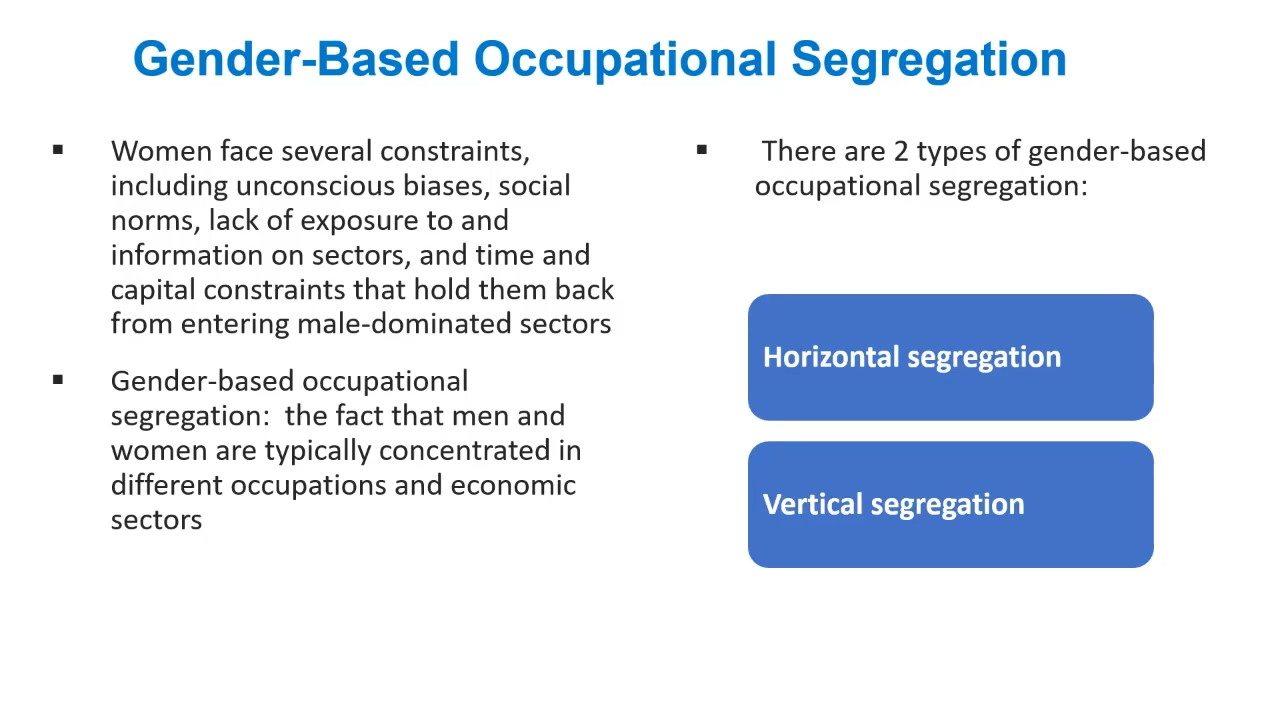 Gender-Based Occupational Segregation
▪ Women face several constraints,
including unconscious biases, social
norms, lack of exposure to and
information on sectors, and time and
capital constraints that hold them back
from entering male-dominated sectors
▪ Gender-based occupational
segregation:  the fact that men and
women are typically concentrated in
different occupations and economic
sectors
▪ There are 2 types of gender-based
occupational segregation:
Horizontal segregation
Vertical segregation